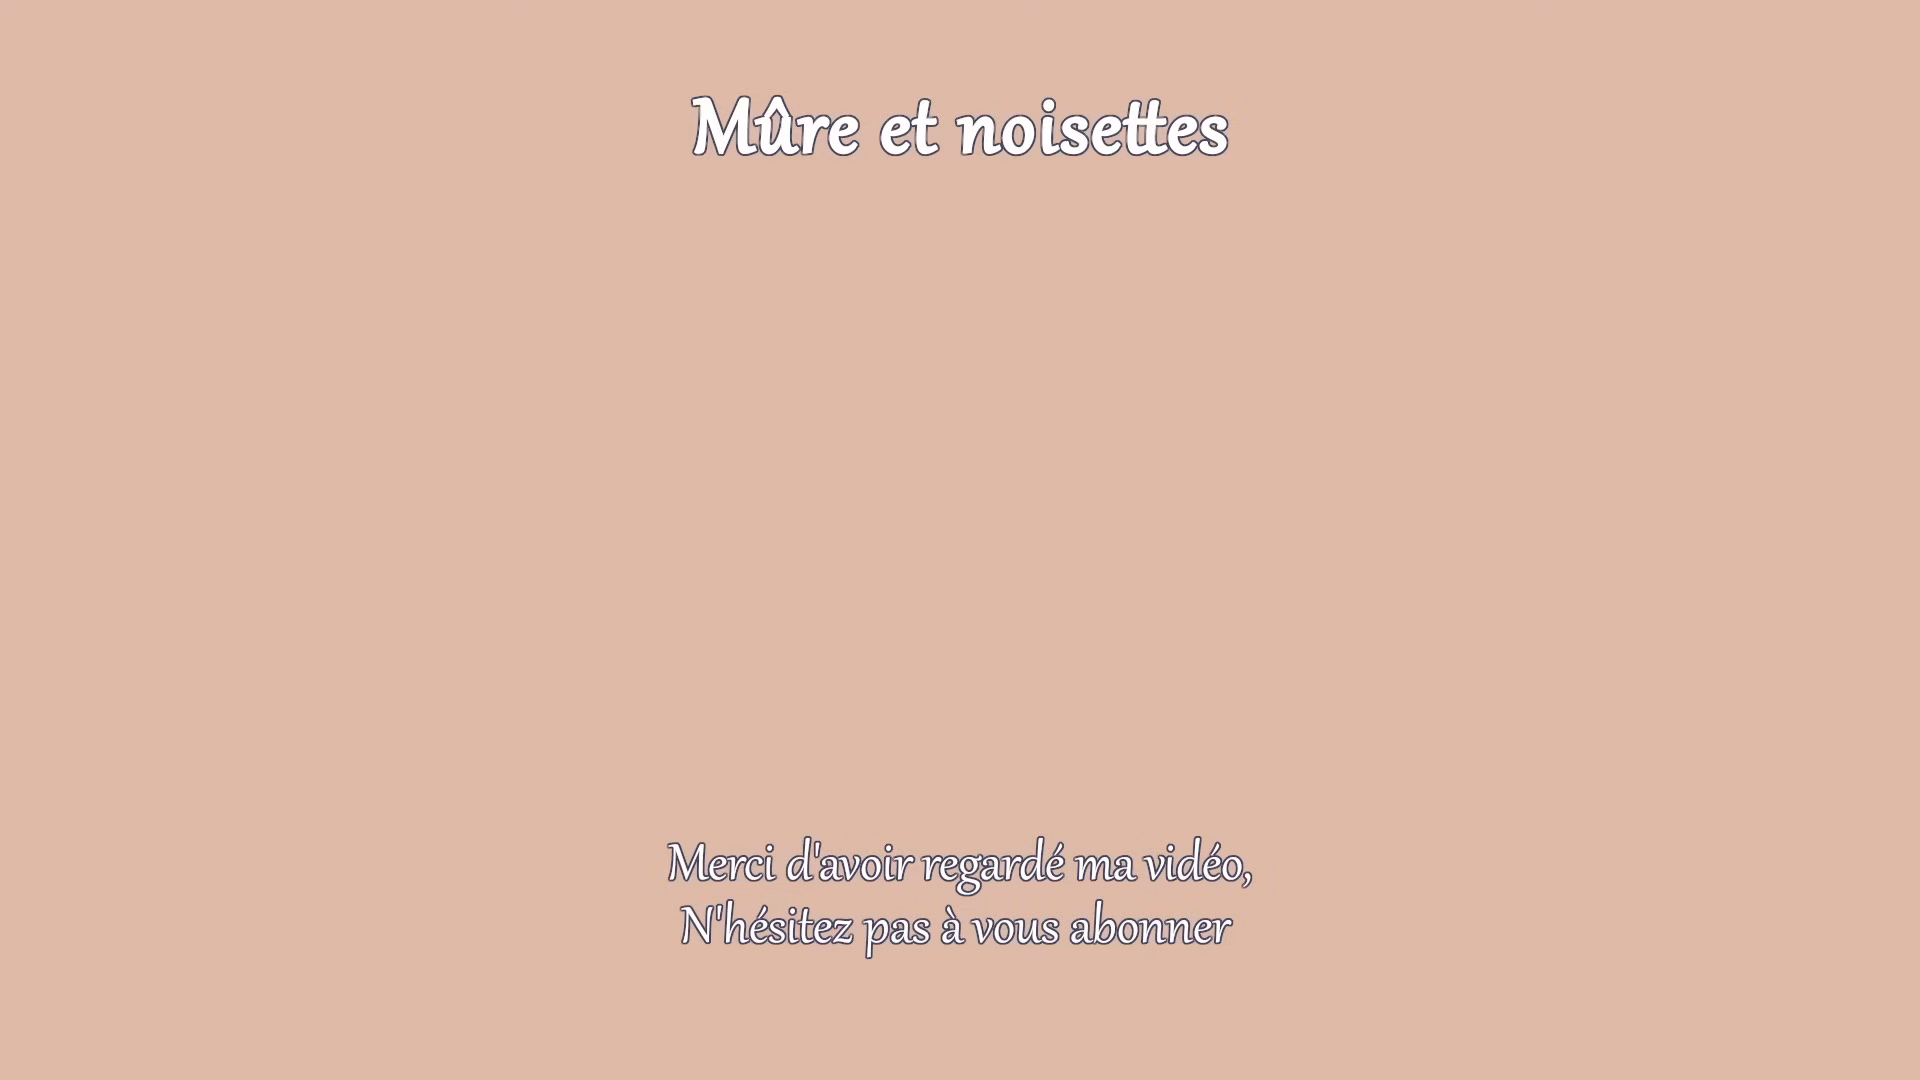 Mûre et noisettes
Merci d'avoir regardé ma vidéo,
N'hésitez pas à vous abonner